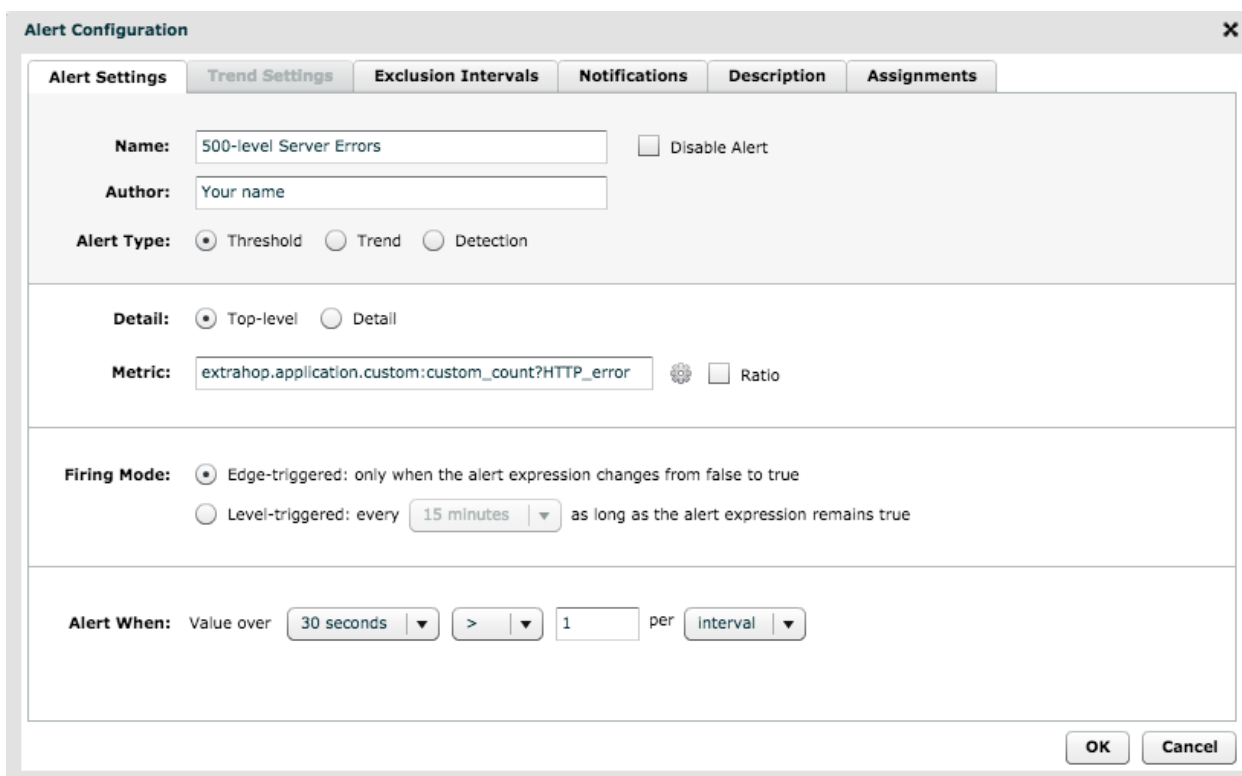 Alert Configuration
Alert Settings Trend Settings Exclusion Intervals Notifications Description Assignments
Name: 500-level Server Errors Disable Alert
Author: Your name
Alert Type: Threshold Trend Detection
Detail: Top-level Detail
Metric: extrahop.application.custom:custom_count?HTTP_error Ratio
Firing Mode: Edge-triggered: only when the alert expression changes from false to true
Level-triggered: every 15 minutes as long as the alert expression remains true
Alert When: Value over 30 seconds > 1 per interval
OK Cancel